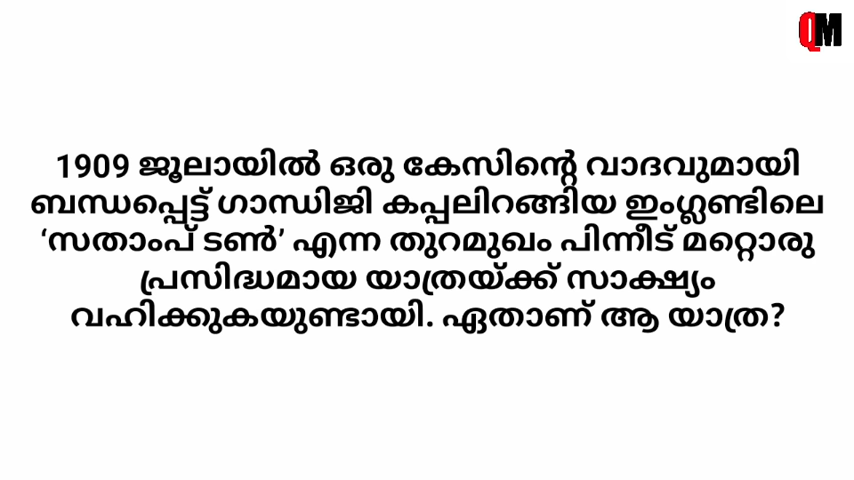 QM
1909 ജൂലായിൽ ഒരു കേസിന്റെ വാദവുമായി
ബന്ധപ്പെട്ട് ഗാന്ധിജി കപ്പലിറങ്ങിയ ഇംഗ്ലണ്ടിലെ
‘സതാംപ് ടൺ’ എന്ന തുറമുഖം പിന്നീട് മറ്റൊരു
പ്രസിദ്ധമായ യാത്രയ്ക്ക് സാക്ഷ്യം
വഹിക്കുകയുണ്ടായി. ഏതാണ് ആ യാത്ര?